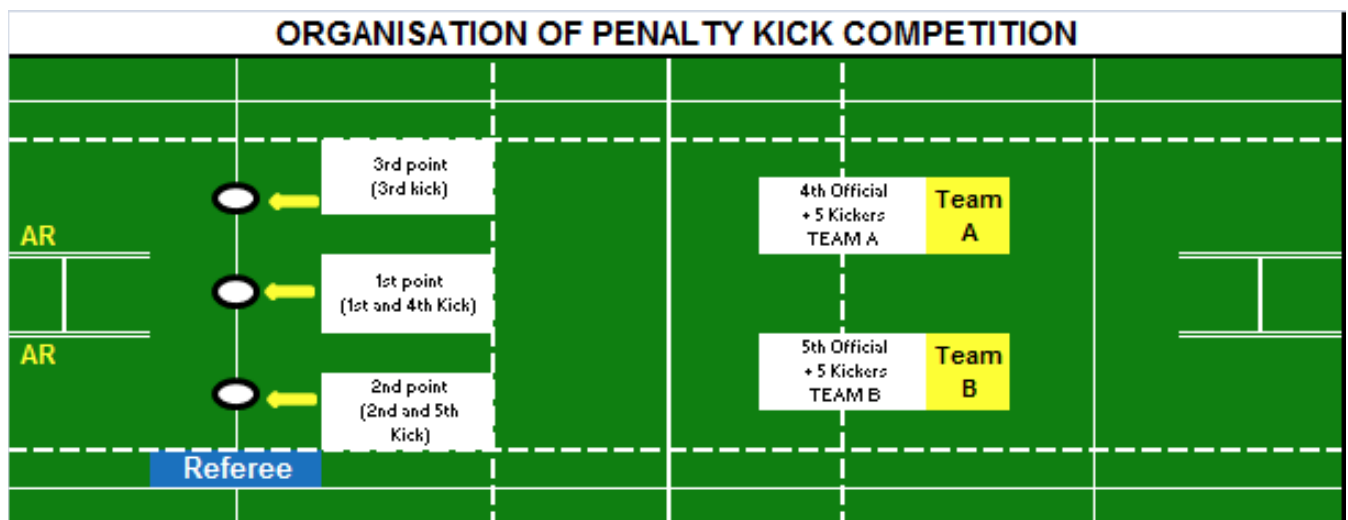 ORGANISATION OF PENALTY KICK COMPETITION
3rd point
(3rd kick)
4th Official
+ 5 Kickers
TEAM A
Team
A
AR
1st point
(1st and 4th Kick)
AR
5th Official
+ 5 Kickers
TEAM B
Team
B
2nd point
(2nd and 5th
Kick)
Referee